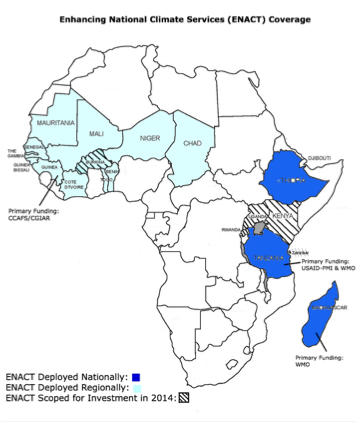 Enhancing National Climate Services (ENACT) Coverage
MAURITANIA
MALI
NIGER
CHAD
THE
GAMBIA
SENEGAL
GUINEA
BISSAU
GUINEA
COTE
D'IVOIRE
TOGO
BENIN
DJIBOUTI
KENYA
RWANDA
Primary Funding:
CCAFS/CGIAR
Primary Funding:
USAID-PMI & WMO
Primary Funding:
WMO
ENACT Deployed Nationally:
ENACT Deployed Regionally:
ENACT Scoped for Investment in 2014: